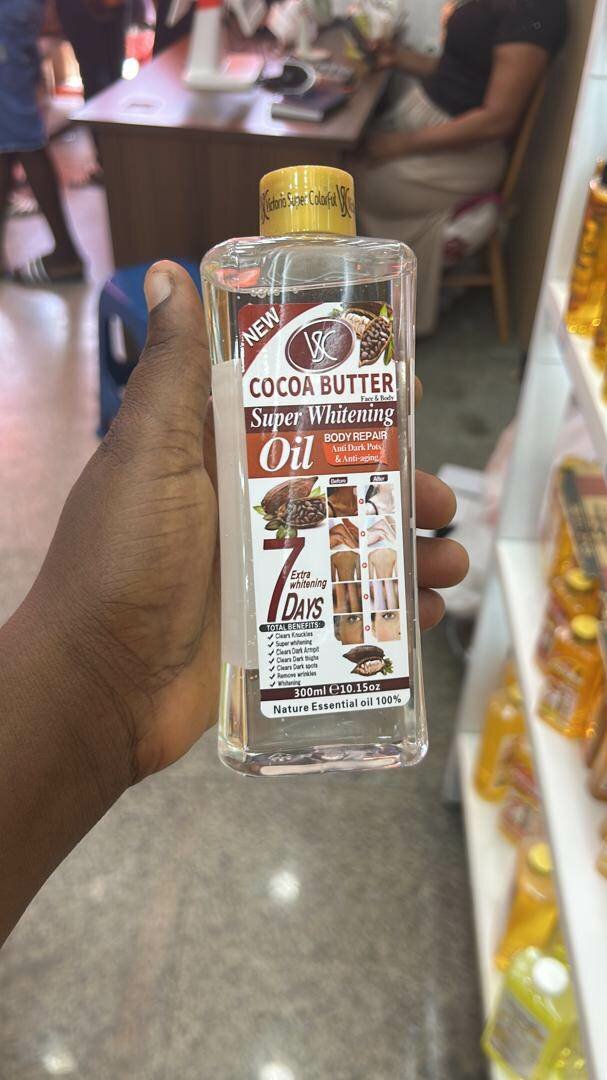 Victoria Super Colorful VSC
NEW
VSC
COCOA BUTTER
Face & Body
Super Whitening
Oil
BODY REPAIR
Anti Dark Pots
& Anti-aging
Before
After
7
Extra
whitening
DAYS
TOTAL BENEFITS:
✓ Clears Knuckles
✓ Super whitening
✓ Clears Dark Armpit
✓ Clears Dark thighs
✓ Clears Dark spots
✓ Remove wrinkles
✓ Whitening
300ml ℮10.15oz
Nature Essential oil 100%